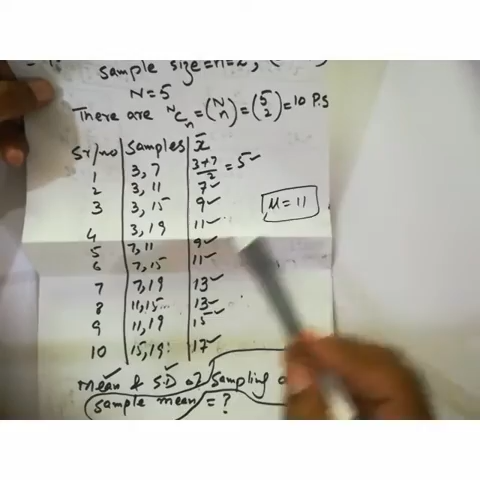 sample size=n=2, (
N=5
There are ᴺCₙ=(N n)=(5 2)=10 P.S
Sr/no Samples x̄
1 3, 7 3+7/2=5
2 3, 11 7
3 3, 15 9
μ=11
4 3, 19 11
5 7, 11 9
6 7, 15 11
7 7, 19 13
8 11, 15 13
9 11, 19 15
10 15, 19 17
Mean & S.D of Sampling
sample mean = ?